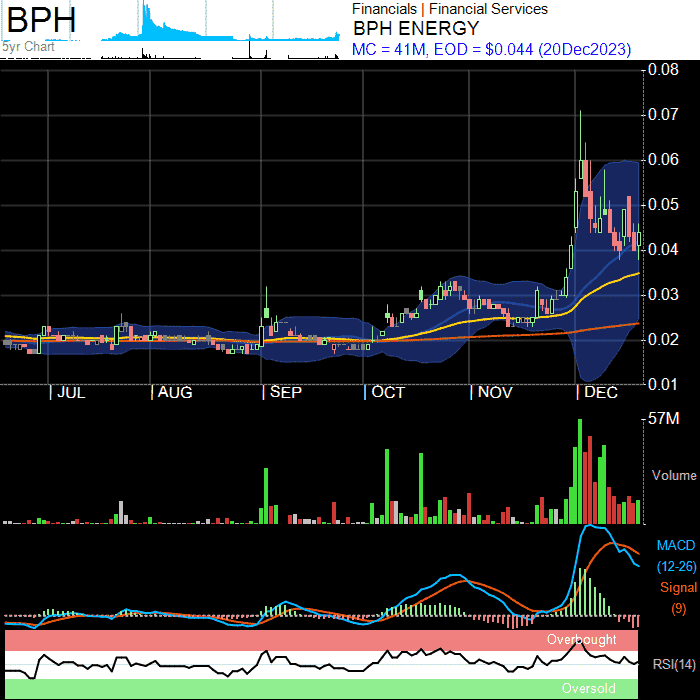 BPH
5yr Chart
Financials | Financial Services
BPH ENERGY
MC = 41M, EOD = $0.044 (20Dec2023)
0.08
0.07
0.06
0.05
0.04
0.03
0.02
0.01
| JUL | AUG | SEP | OCT | NOV | DEC
57M
Volume
MACD
(12-26)
Signal
(9)
Overbought
RSI(14)
Oversold